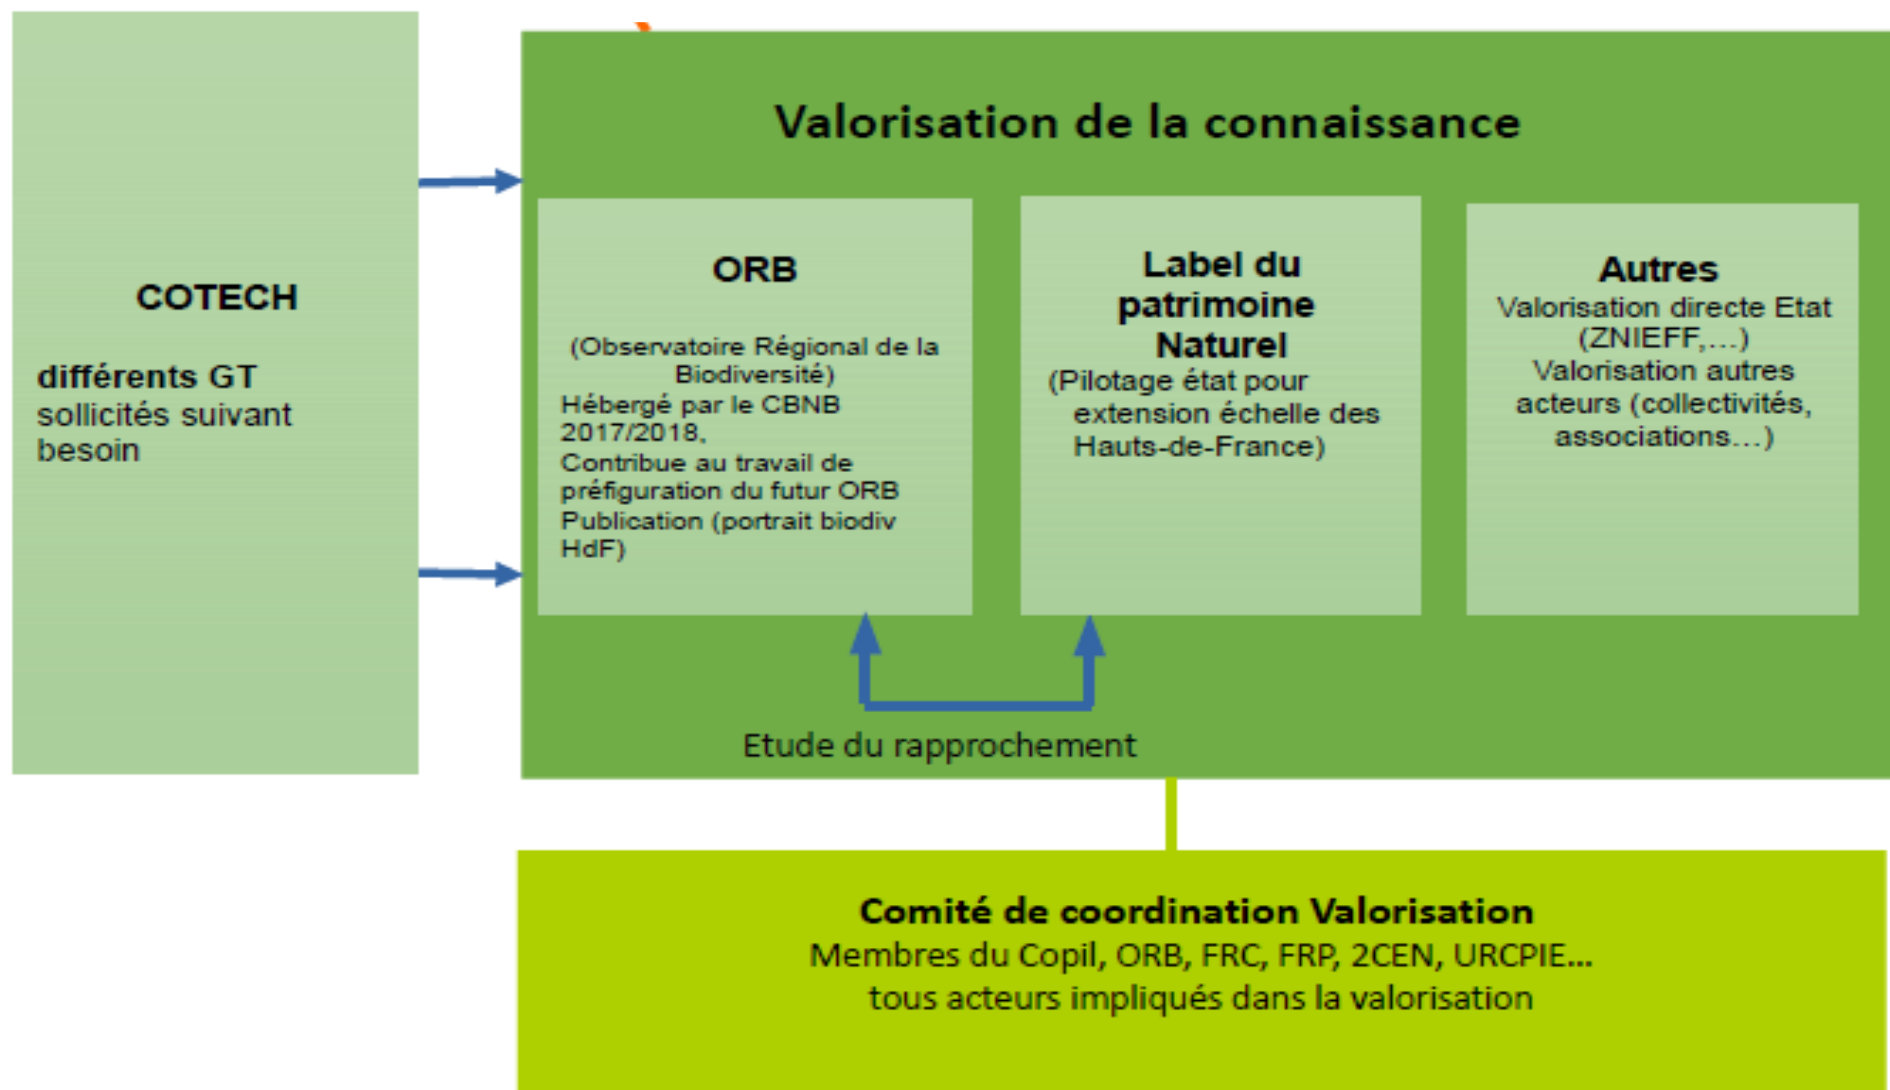 COTECH
différents GT
sollicités suivant
besoin
Valorisation de la connaissance
ORB
(Observatoire Régional de la
Biodiversité)
Hébergé par le CBNB
2017/2018,
Contribue au travail de
préfiguration du futur ORB
Publication (portrait biodiv
HdF)
Label du
patrimoine
Naturel
(Pilotage état pour
extension échelle des
Hauts-de-France)
Autres
Valorisation directe Etat
(ZNIEFF,…)
Valorisation autres
acteurs (collectivités,
associations…)
Etude du rapprochement
Comité de coordination Valorisation
Membres du Copil, ORB, FRC, FRP, 2CEN, URCPIE...
tous acteurs impliqués dans la valorisation